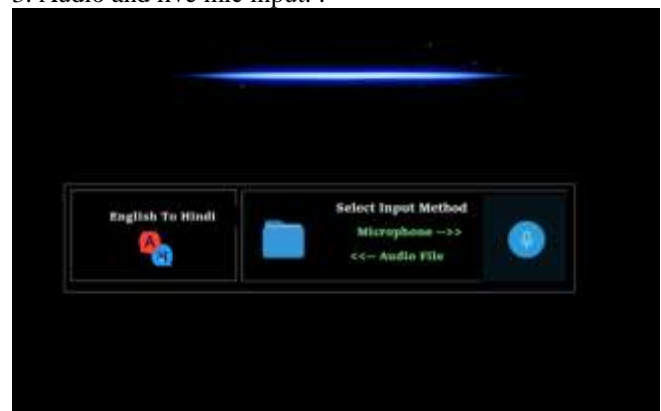 3. Audio and live mic input. .
English To Hindi
A
Select Input Method
Microphone -->>
<<-- Audio File